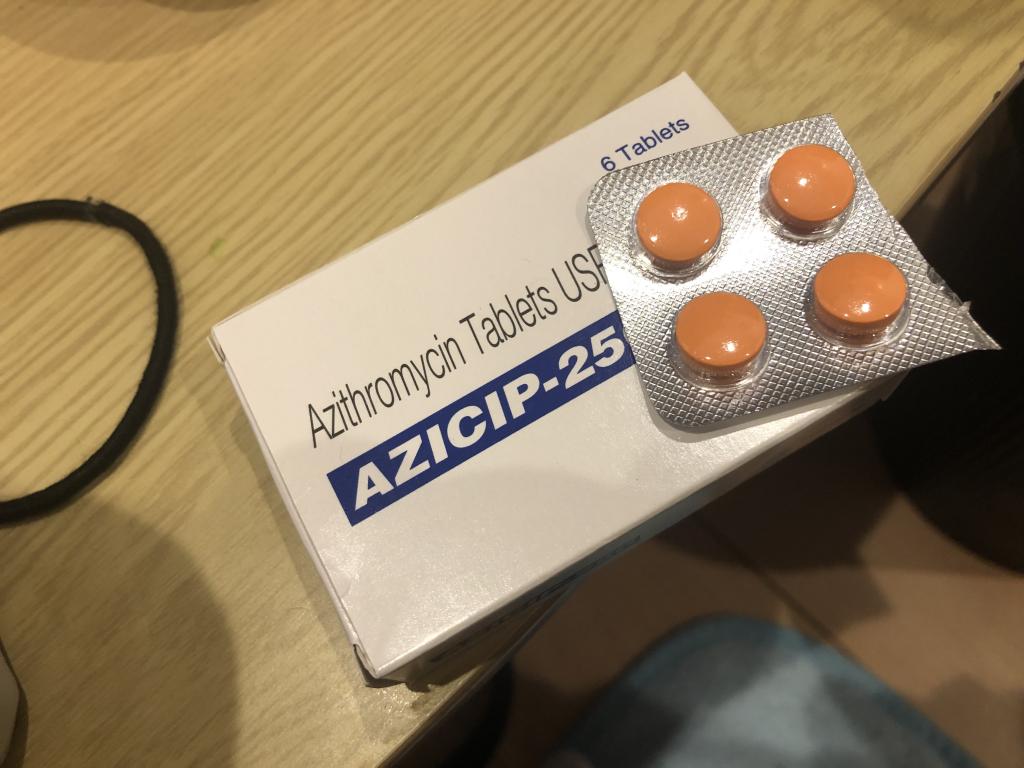 6 Tablets
Azithromycin Tablets USP
AZICIP-25